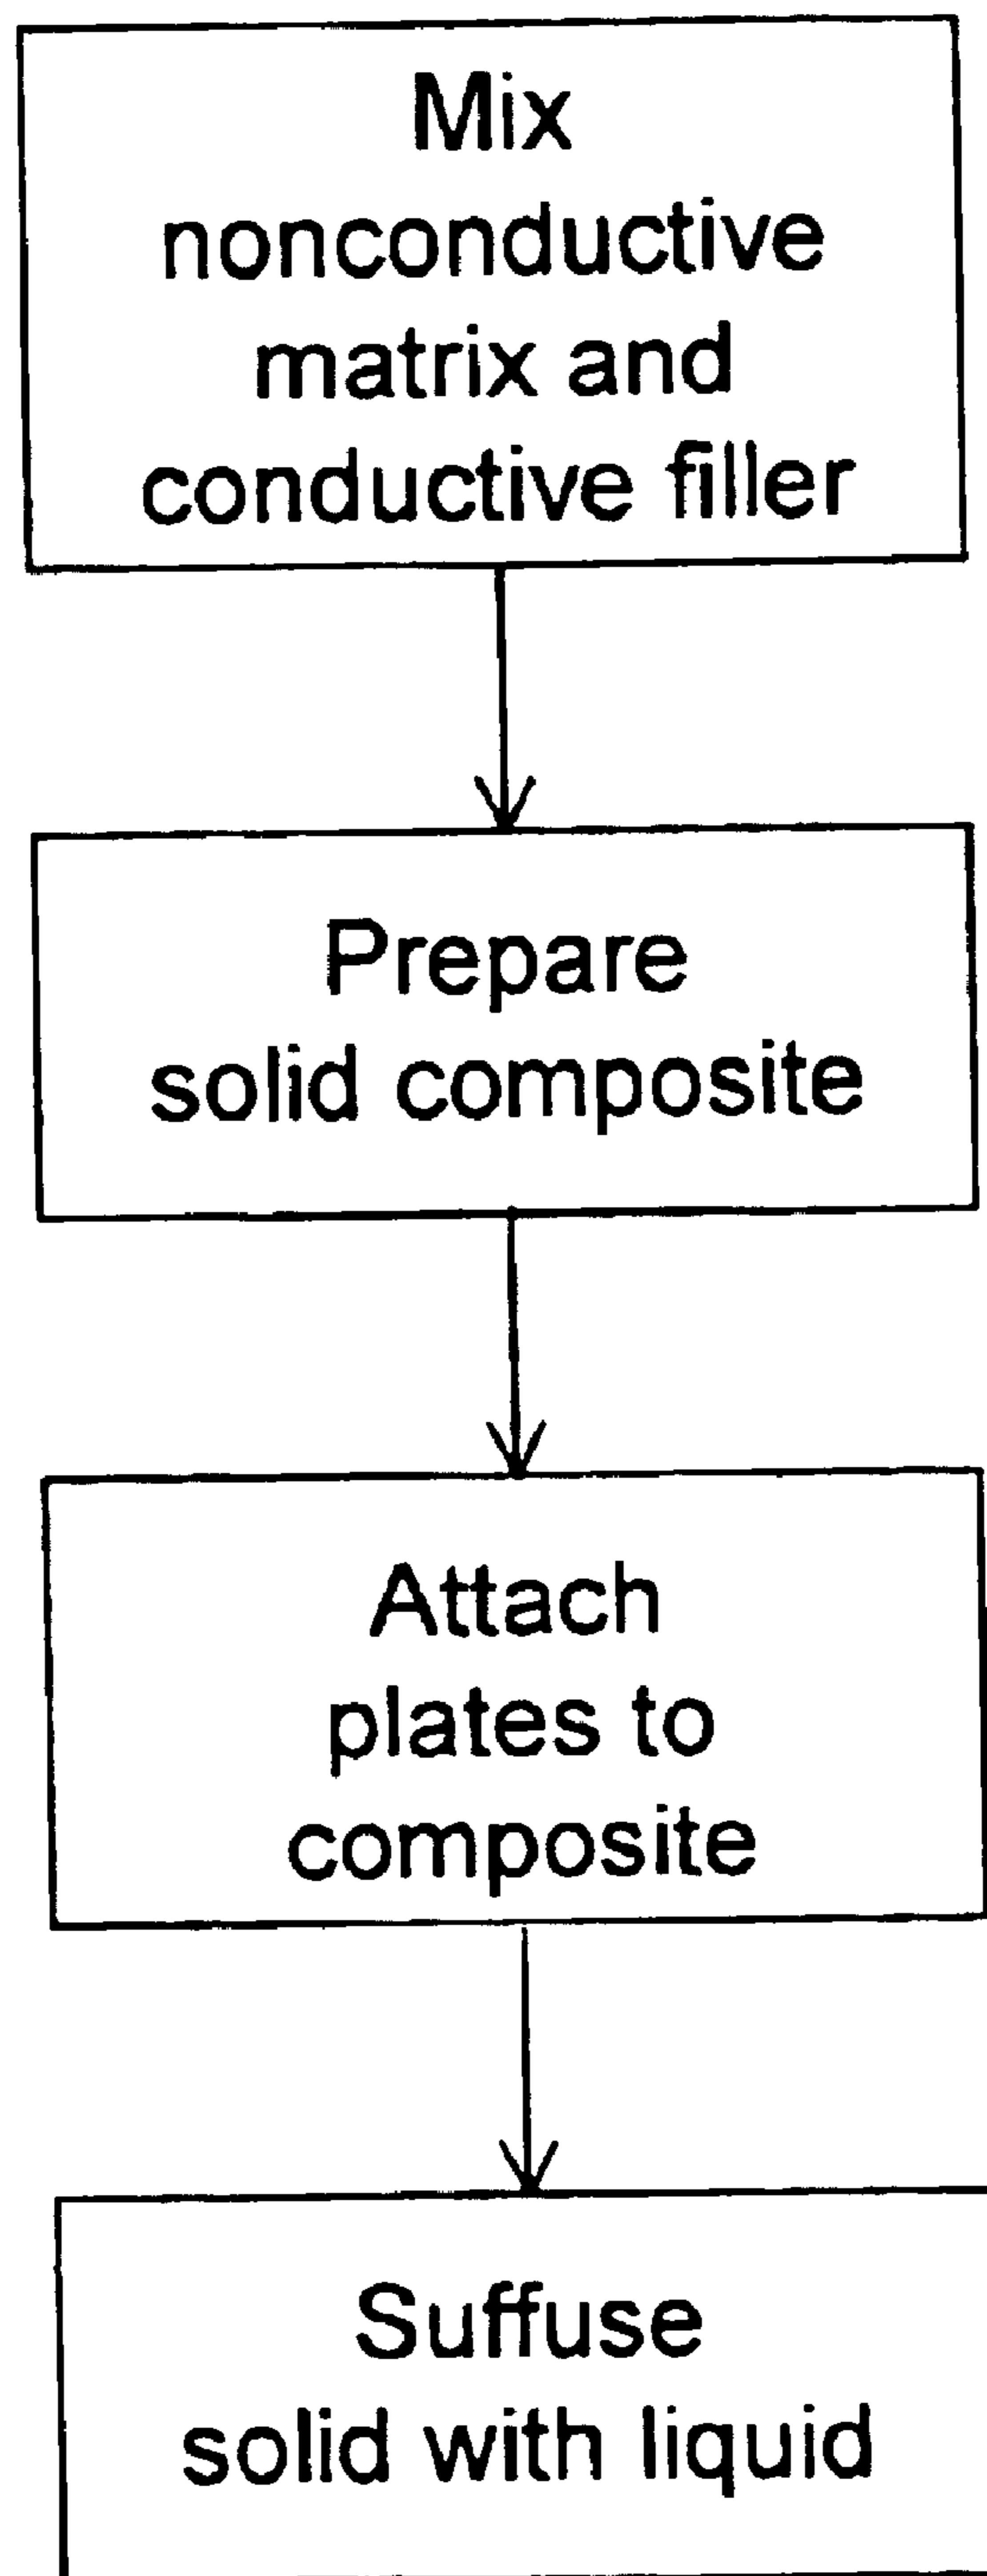 Mix
nonconductive
matrix and
conductive filler
Prepare
solid composite
Attach
plates to
composite
Suffuse
solid with liquid